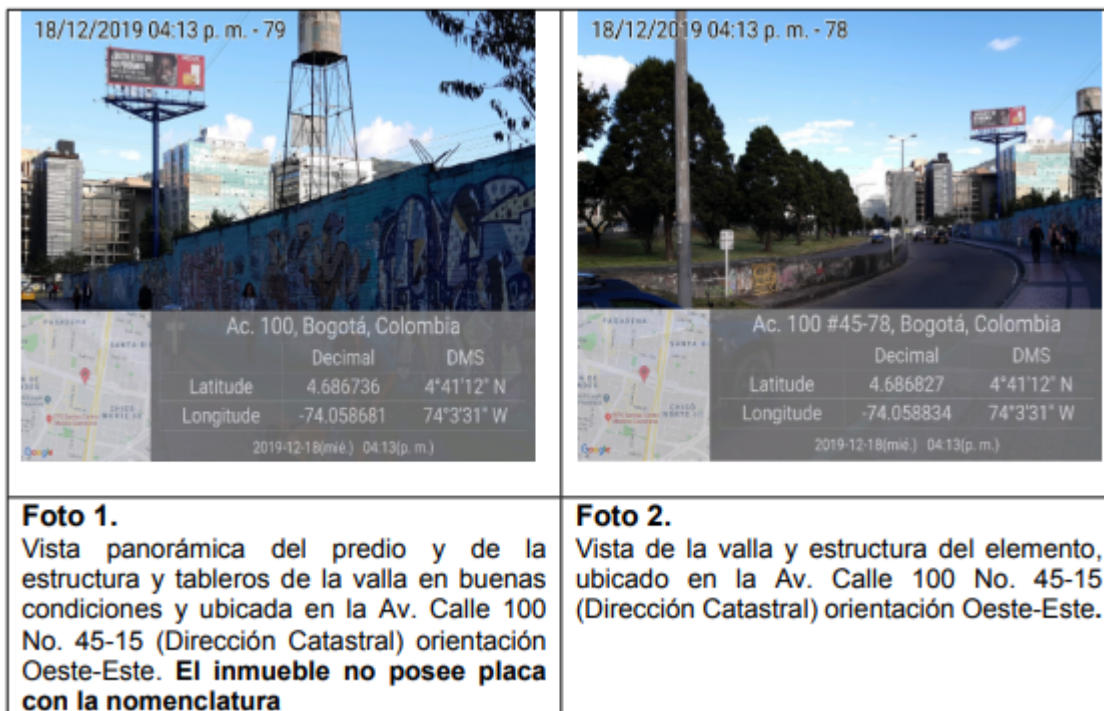 18/12/2019 04:13 p. m. - 79
Ac. 100, Bogotá, Colombia
Decimal DMS
Latitude 4.686736 4°41'12" N
Longitude -74.058681 74°3'31" W
2019-12-18(mié.) 04:13(p. m.)
Google
18/12/2019 04:13 p. m. - 78
Ac. 100 #45-78, Bogotá, Colombia
Decimal DMS
Latitude 4.686827 4°41'12" N
Longitude -74.058834 74°3'31" W
2019-12-18(mié.) 04:13(p. m.)
Google
Foto 1.
Vista panorámica del predio y de la
estructura y tableros de la valla en buenas
condiciones y ubicada en la Av. Calle 100
No. 45-15 (Dirección Catastral) orientación
Oeste-Este. El inmueble no posee placa
con la nomenclatura
Foto 2.
Vista de la valla y estructura del elemento,
ubicado en la Av. Calle 100 No. 45-15
(Dirección Catastral) orientación Oeste-Este.